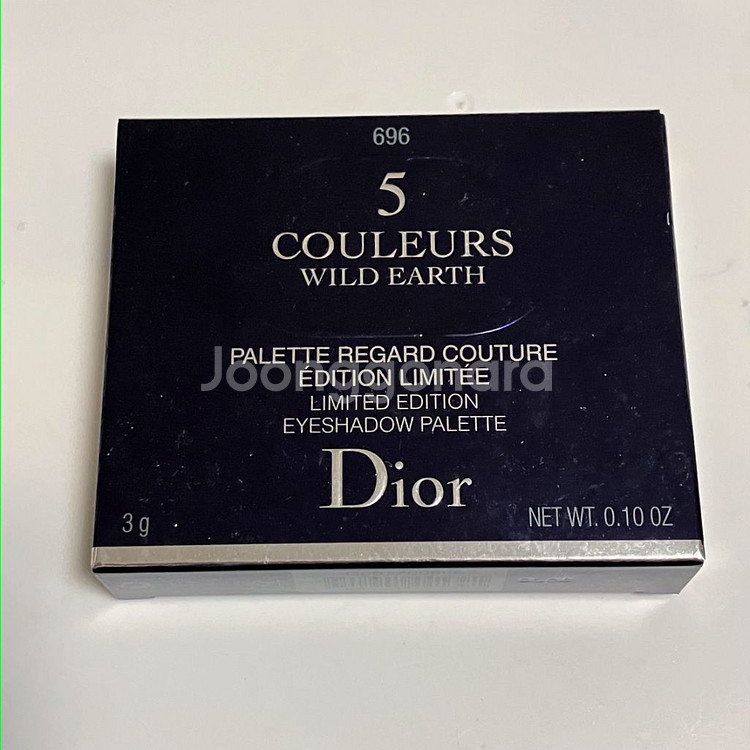 696
5
COULEURS
WILD EARTH
PALETTE REGARD COUTURE
ÉDITION LIMITÉE
Joonggonara
LIMITED EDITION
EYESHADOW PALETTE
Dior
3 g
NET WT. 0.10 OZ